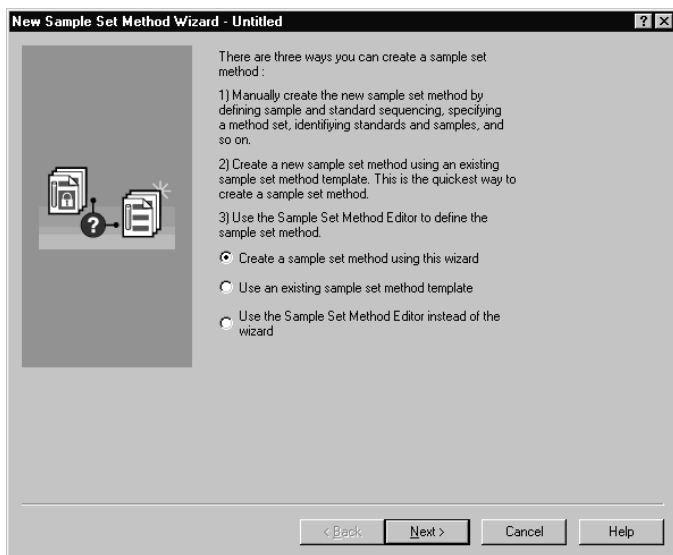 New Sample Set Method Wizard - Untitled
There are three ways you can create a sample set
method :
1) Manually create the new sample set method by
defining sample and standard sequencing, specifying
a method set, identifiying standards and samples, and
so on.
2) Create a new sample set method using an existing
sample set method template. This is the quickest way to
create a sample set method.
3) Use the Sample Set Method Editor to define the
sample set method.
Create a sample set method using this wizard
Use an existing sample set method template
Use the Sample Set Method Editor instead of the
wizard
< Back Next > Cancel Help